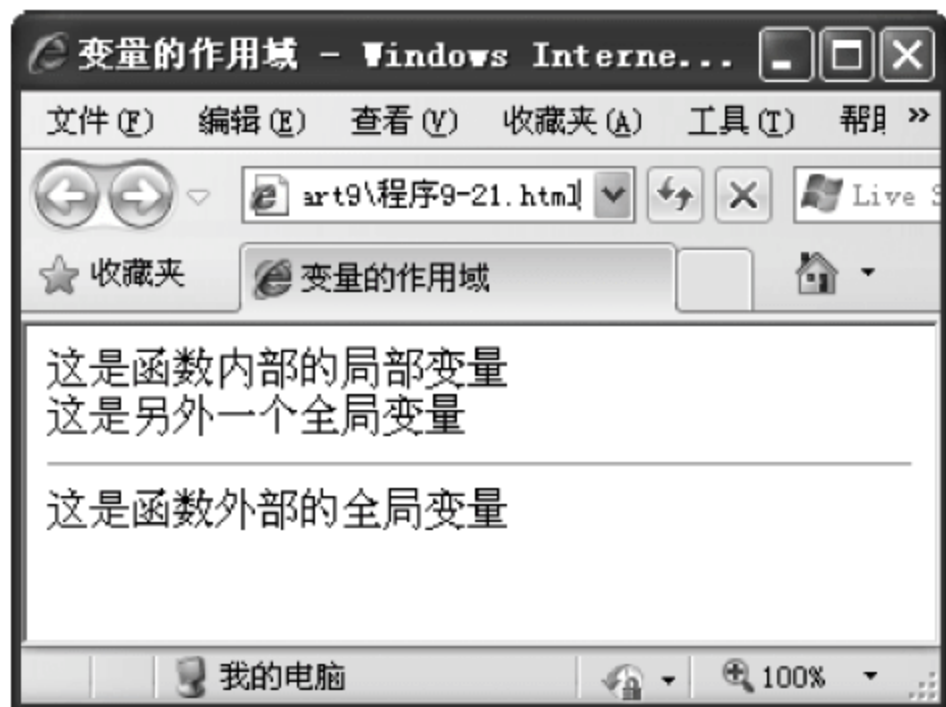 变量的作用域 - Windows Interne...
文件(F) 编辑(E) 查看(V) 收藏夹(A) 工具(T) 帮 »
art9\程序9-21.html Live S
收藏夹 变量的作用域
这是函数内部的局部变量
这是另外一个全局变量
这是函数外部的全局变量
我的电脑 100%